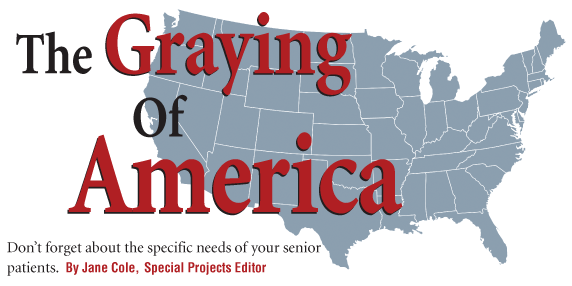 The Graying
Of
America
Don't forget about the specific needs of your senior
patients. By Jane Cole, Special Projects Editor